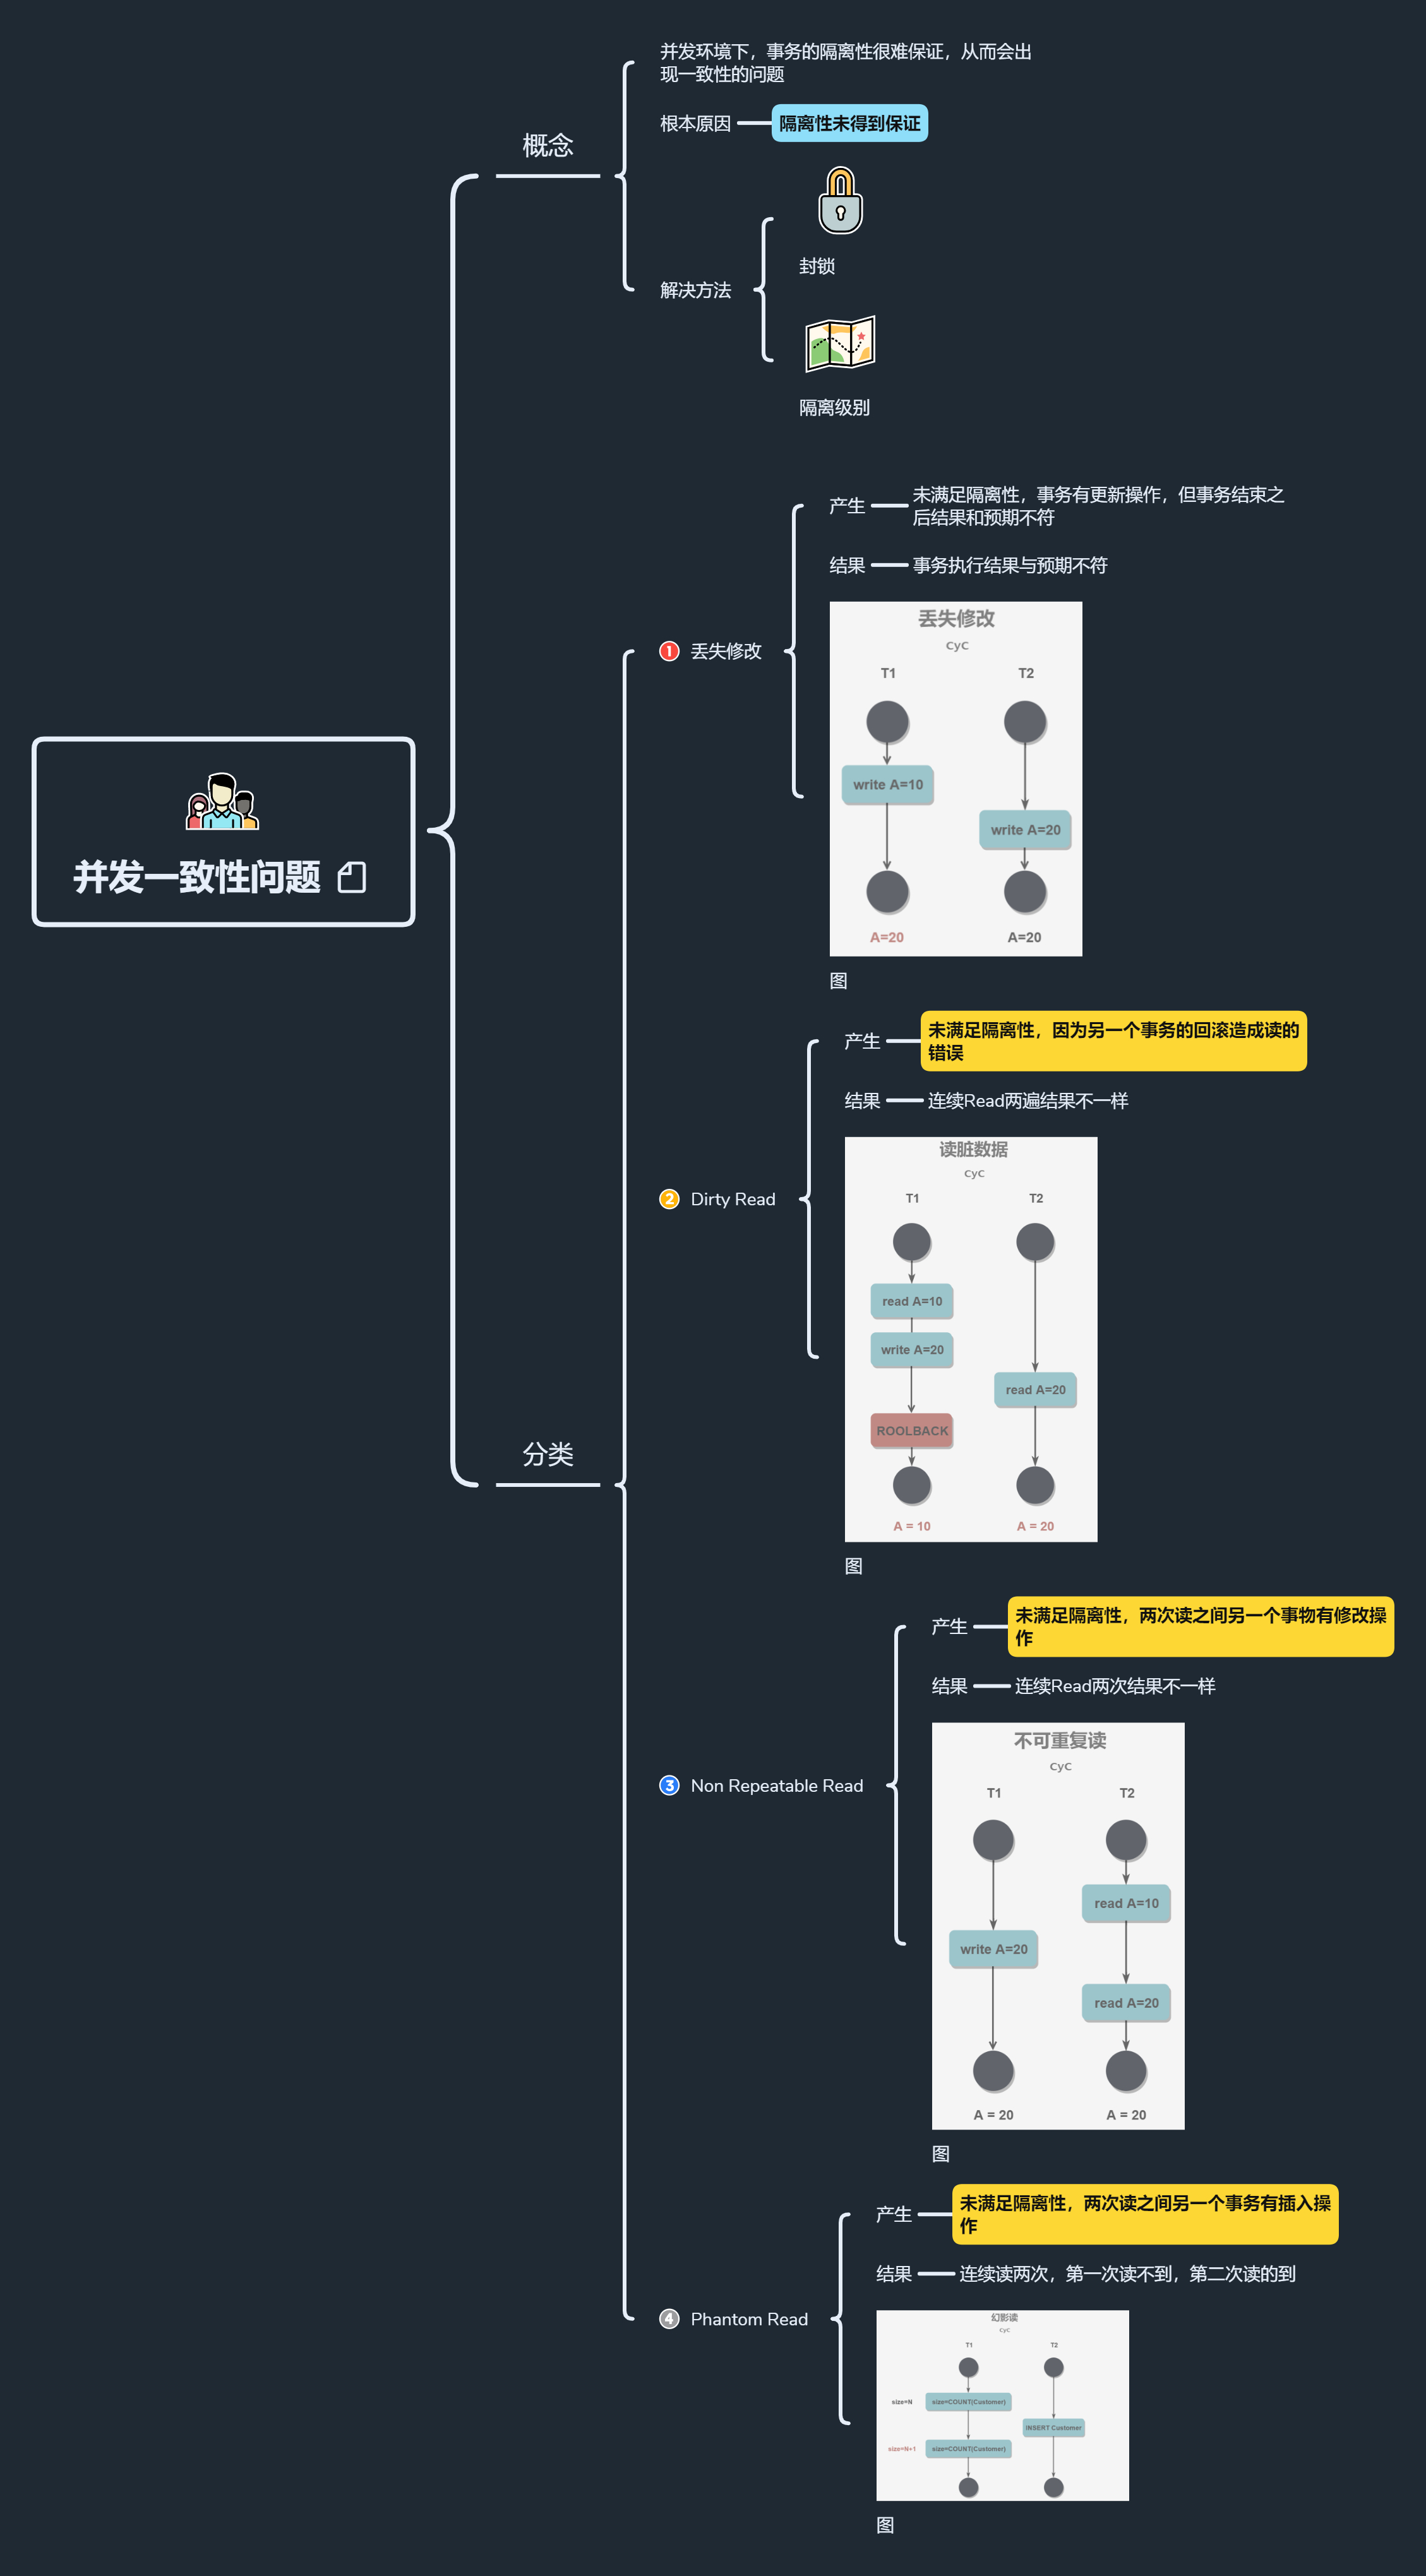 并发一致性问题
概念
并发环境下，事务的隔离性很难保证，从而会出
现一致性的问题
根本原因
隔离性未得到保证
解决方法
封锁
隔离级别
分类
1 丢失修改
产生
未满足隔离性，事务有更新操作，但事务结束之
后结果和预期不符
结果
事务执行结果与预期不符
丢失修改
CyC
T1 T2
write A=10
write A=20
A=20 A=20
图
2 Dirty Read
产生
未满足隔离性，因为另一个事务的回滚造成读的
错误
结果
连续Read两遍结果不一样
读脏数据
CyC
T1 T2
read A=10
write A=20
read A=20
ROOLBACK
A = 10 A = 20
图
3 Non Repeatable Read
产生
未满足隔离性，两次读之间另一个事物有修改操
作
结果
连续Read两次结果不一样
不可重复读
CyC
T1 T2
read A=10
write A=20
read A=20
A = 20 A = 20
图
4 Phantom Read
产生
未满足隔离性，两次读之间另一个事务有插入操
作
结果
连续读两次，第一次读不到，第二次读的到
幻影读
CyC
T1 T2
size=N size=COUNT(Customer)
INSERT Customer
size=N+1 size=COUNT(Customer)
图